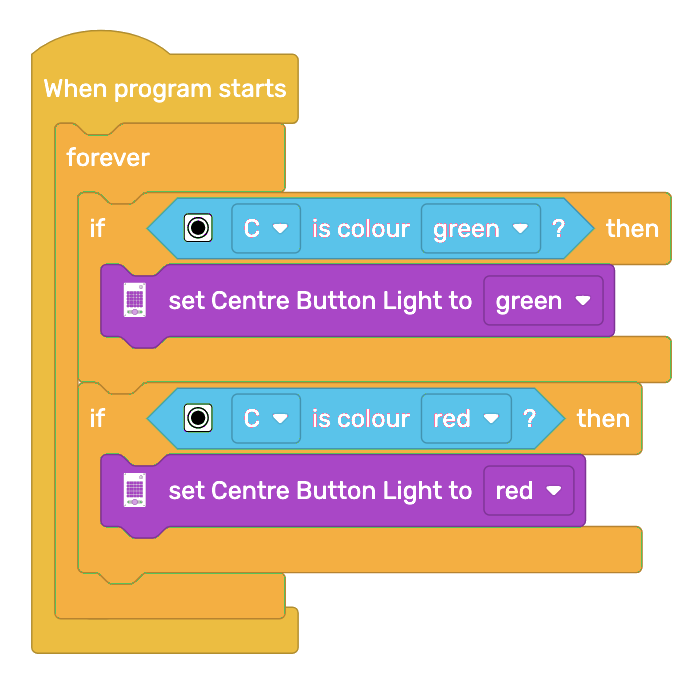 When program starts
forever
if C is colour green ? then
set Centre Button Light to green
if C is colour red ? then
set Centre Button Light to red